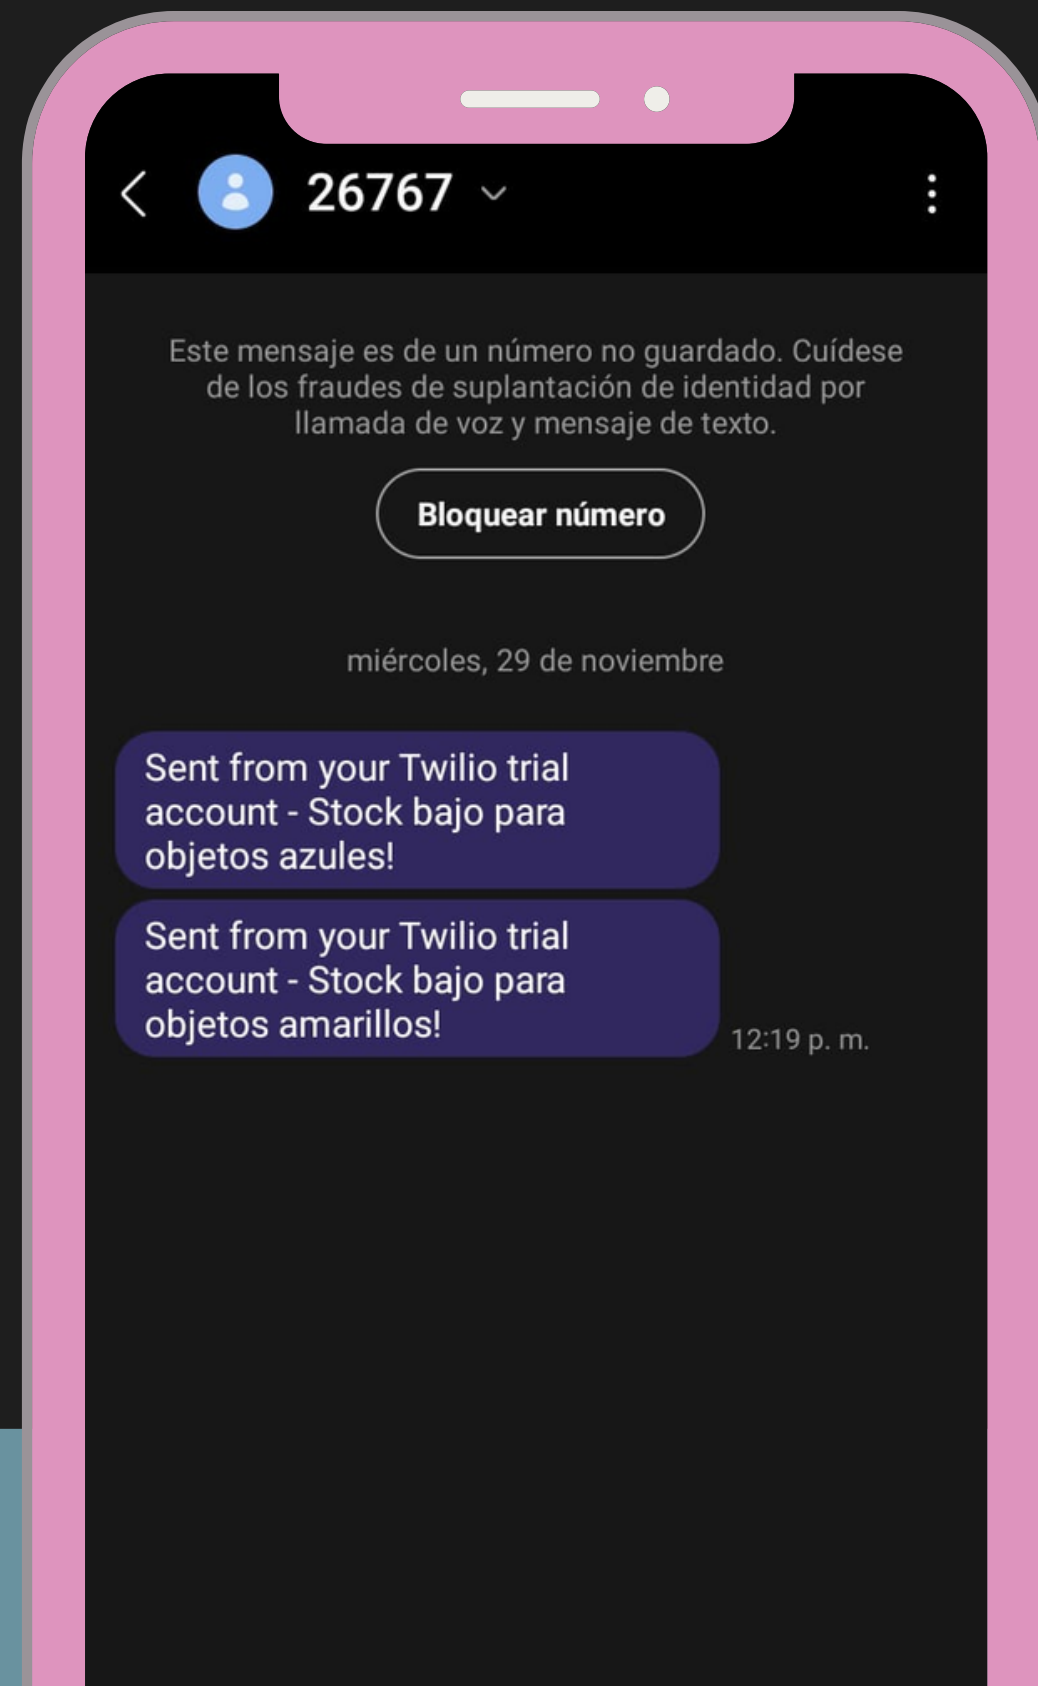 26767
Este mensaje es de un número no guardado. Cuídese
de los fraudes de suplantación de identidad por
llamada de voz y mensaje de texto.
Bloquear número
miércoles, 29 de noviembre
Sent from your Twilio trial
account - Stock bajo para
objetos azules!
Sent from your Twilio trial
account - Stock bajo para
objetos amarillos!
12:19 p. m.